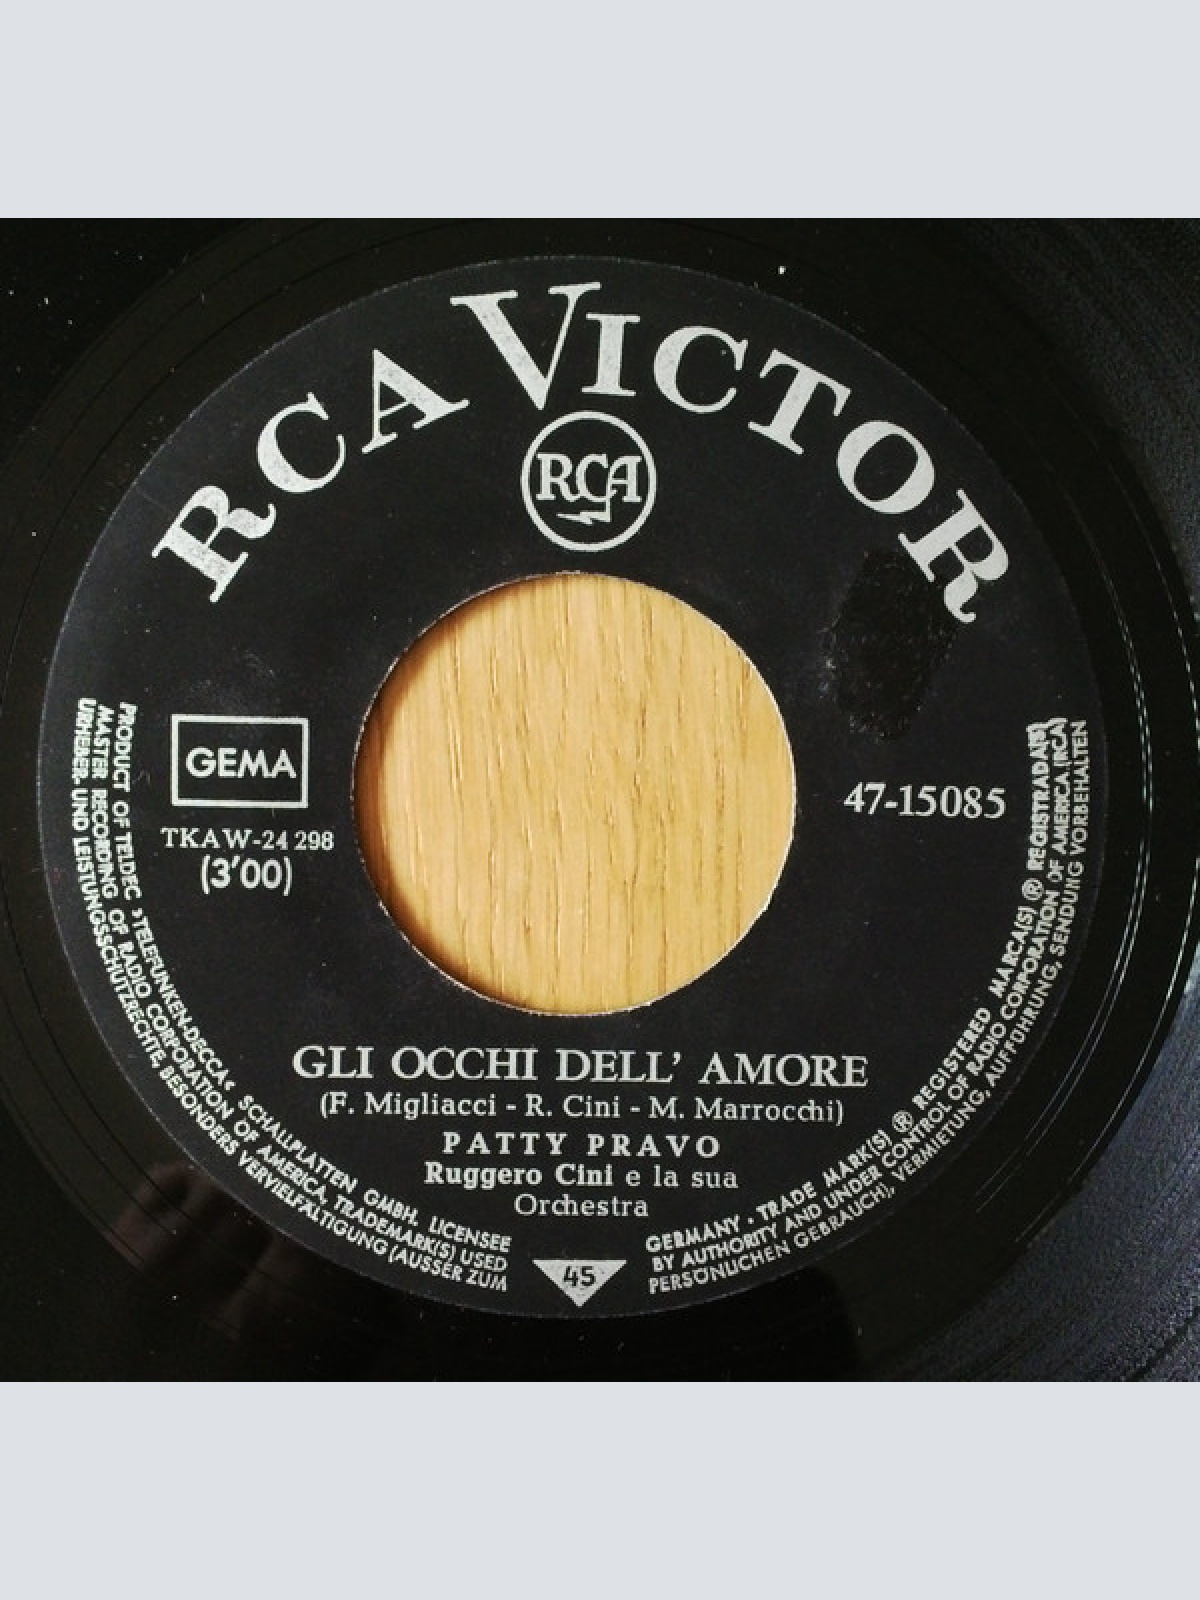 RCA VICTOR
RCA
GEMA
TKAW-24 298
(3'00)
47-15085
GLI OCCHI DELL' AMORE
(F. Migliacci - R. Cini - M. Marrocchi)
PATTY PRAVO
Ruggero Cini e la sua
Orchestra
45
PRODUCT OF TELDEC »TELEFUNKEN-DECCA« SCHALLPLATTEN GMBH. LICENSEE
MASTER RECORDING OF RADIO CORPORATION OF AMERICA, TRADEMARK(S) USED
URHEBER- UND LEISTUNGSSCHUTZRECHTE, BESONDERS VERVIELFÄLTIGUNG (AUSSER ZUM
GERMANY • TRADE MARK(S) ® REGISTERED MARCA(S) ® REGISTRADA(S)
BY AUTHORITY AND UNDER CONTROL OF RADIO CORPORATION OF AMERICA (RCA)
PERSÖNLICHEN GEBRAUCH), VERMIETUNG, AUFFÜHRUNG, SENDUNG VORBEHALTEN